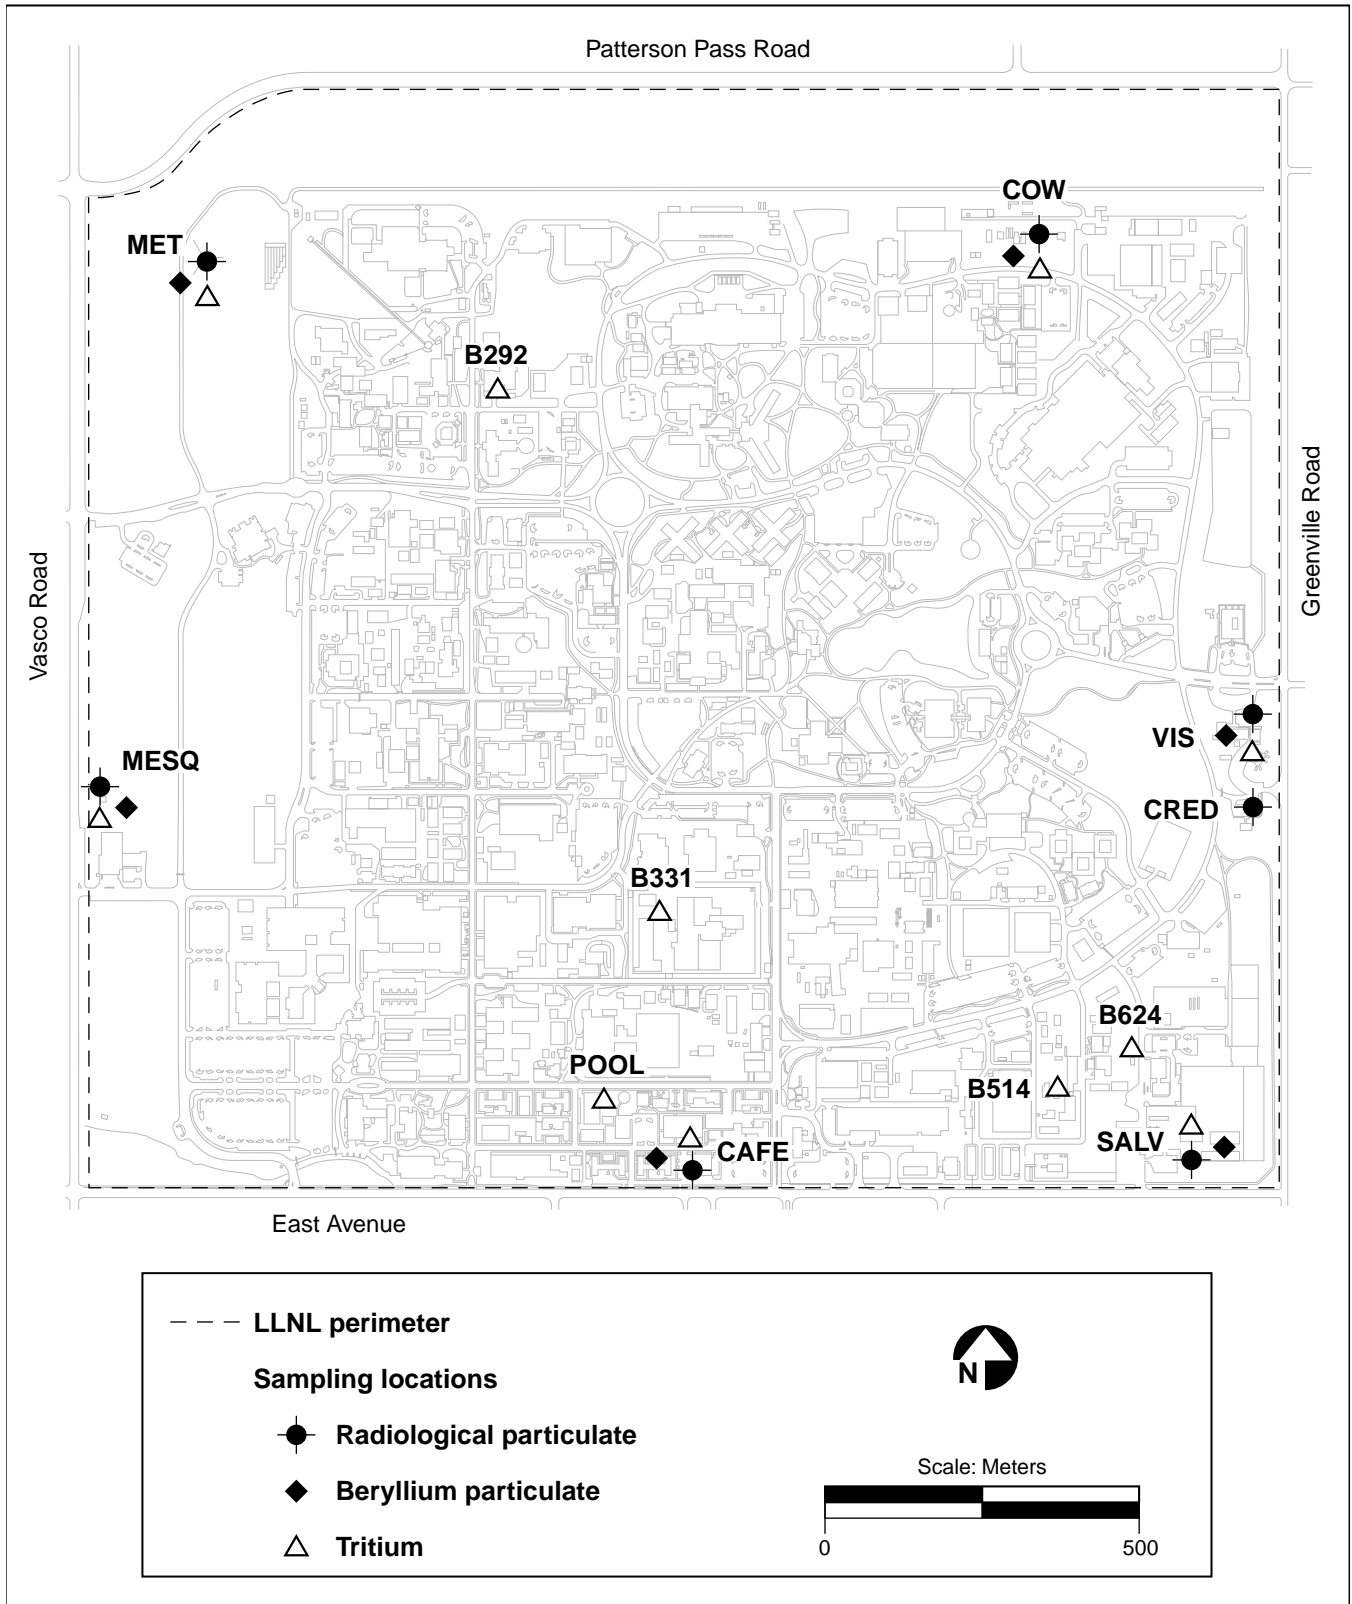 Patterson Pass Road
COW
MET
B292
Greenville Road
Vasco Road
VIS
MESQ
CRED
B331
B624
POOL
B514
SALV
CAFE
East Avenue
LLNL perimeter
Sampling locations
N
Radiological particulate
Scale: Meters
Beryllium particulate
Tritium
0 500